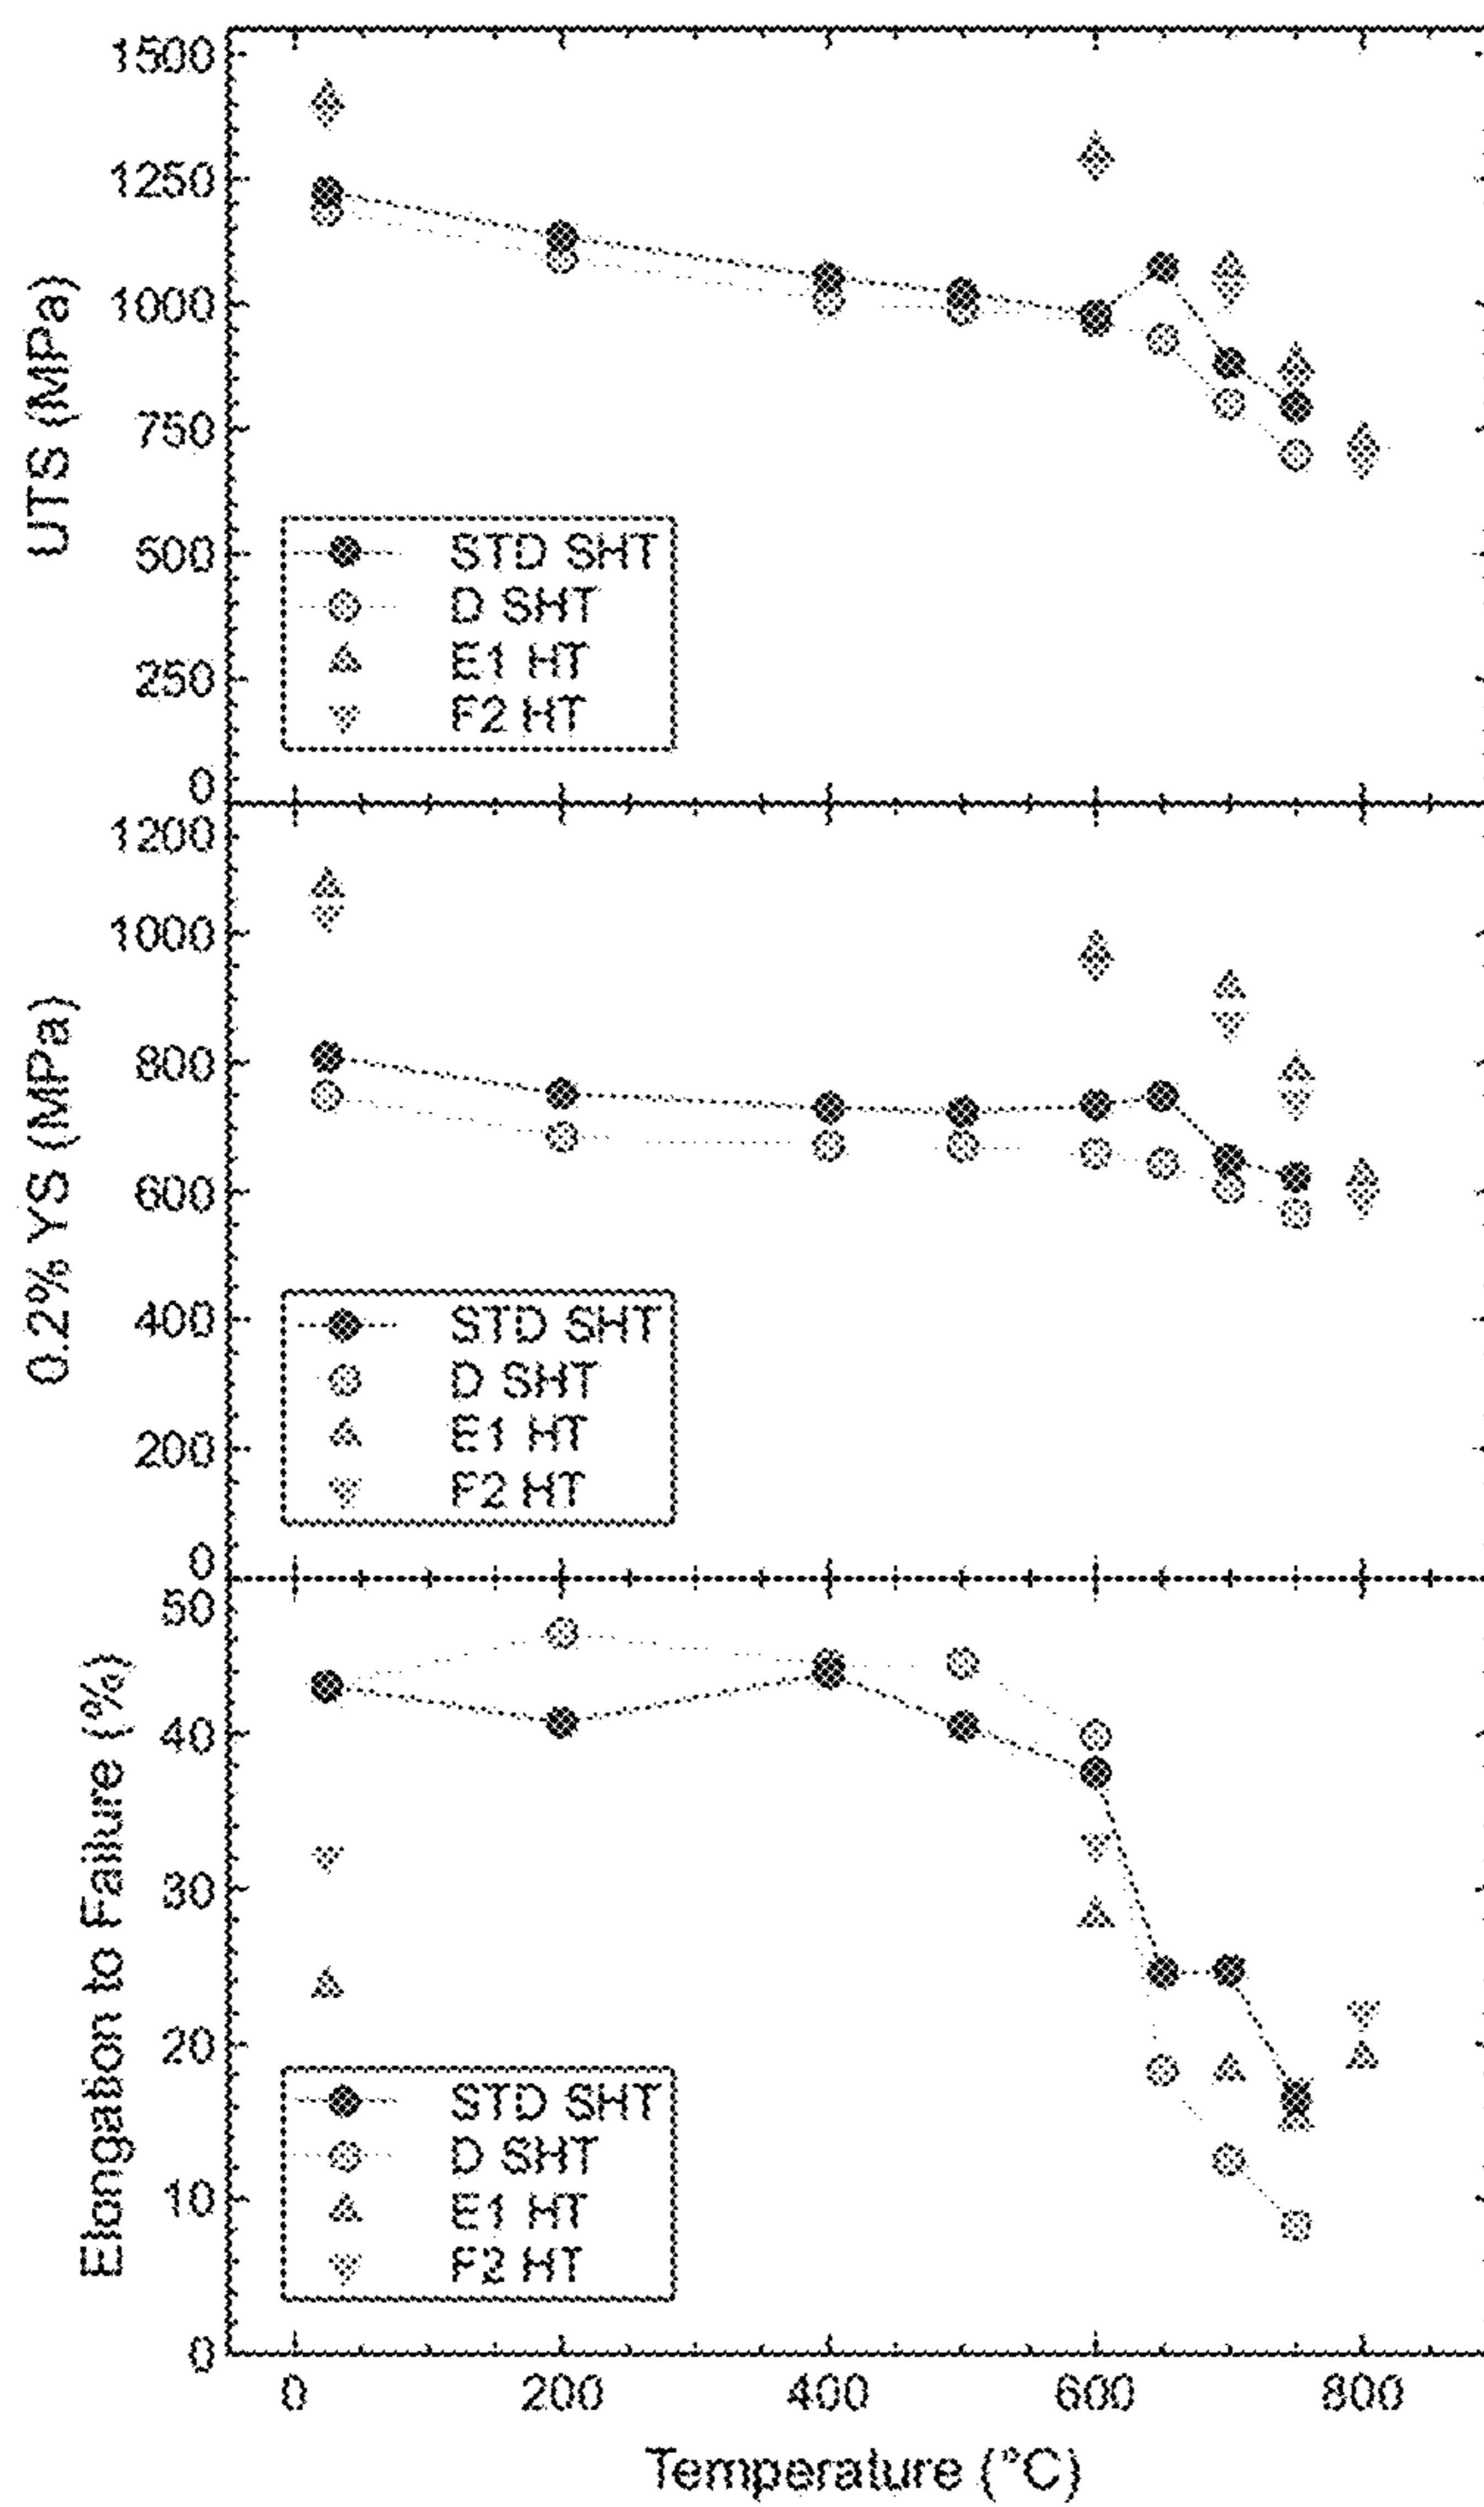 1500
1250
1000
750
500
250
0
UTS (MPa)
STD SHT
D SHT
E1 HT
F2 HT
1200
1000
800
600
400
200
0
0.2% YS (MPa)
STD SHT
D SHT
E1 HT
F2 HT
50
40
30
20
10
0
Elongation to Failure (%)
STD SHT
D SHT
E1 HT
F2 HT
0 200 400 600 800
Temperature (°C)